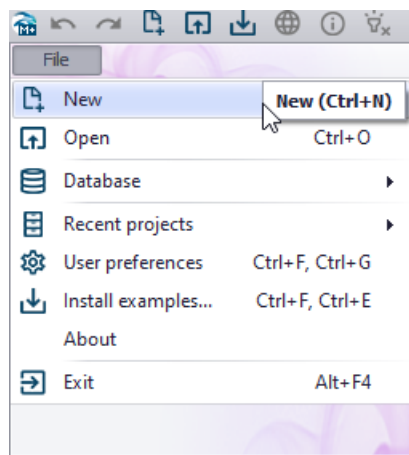 File
New New (Ctrl+N)
Open Ctrl+O
Database
Recent projects
User preferences Ctrl+F, Ctrl+G
Install examples... Ctrl+F, Ctrl+E
About
Exit Alt+F4